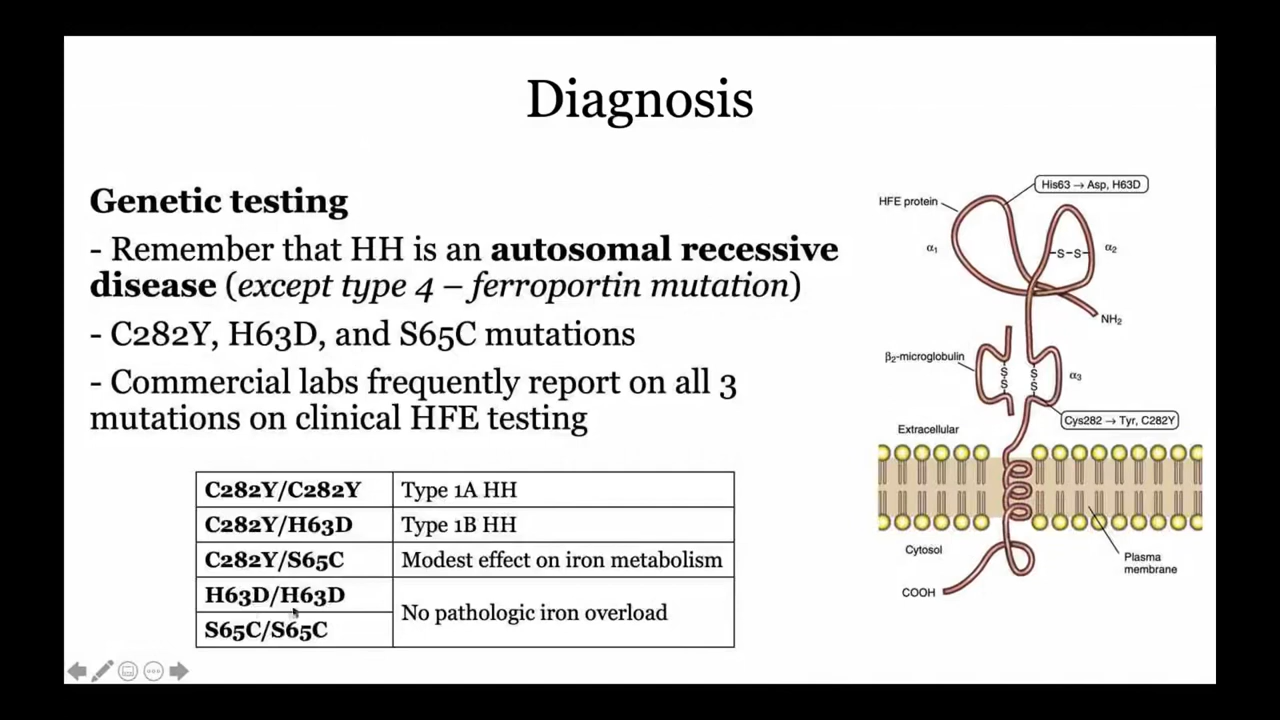 Diagnosis
Genetic testing
- Remember that HH is an autosomal recessive
disease (except type 4 – ferroportin mutation)
- C282Y, H63D, and S65C mutations
- Commercial labs frequently report on all 3
mutations on clinical HFE testing
C282Y/C282Y Type 1A HH
C282Y/H63D Type 1B HH
C282Y/S65C Modest effect on iron metabolism
H63D/H63D
No pathologic iron overload
S65C/S65C
His63 → Asp, H63D
HFE protein
α1
S–S
α2
NH2
β2-microglobulin
S
S
S
S
α3
Cys282 → Tyr, C282Y
Extracellular
Cytosol
Plasma
membrane
COOH